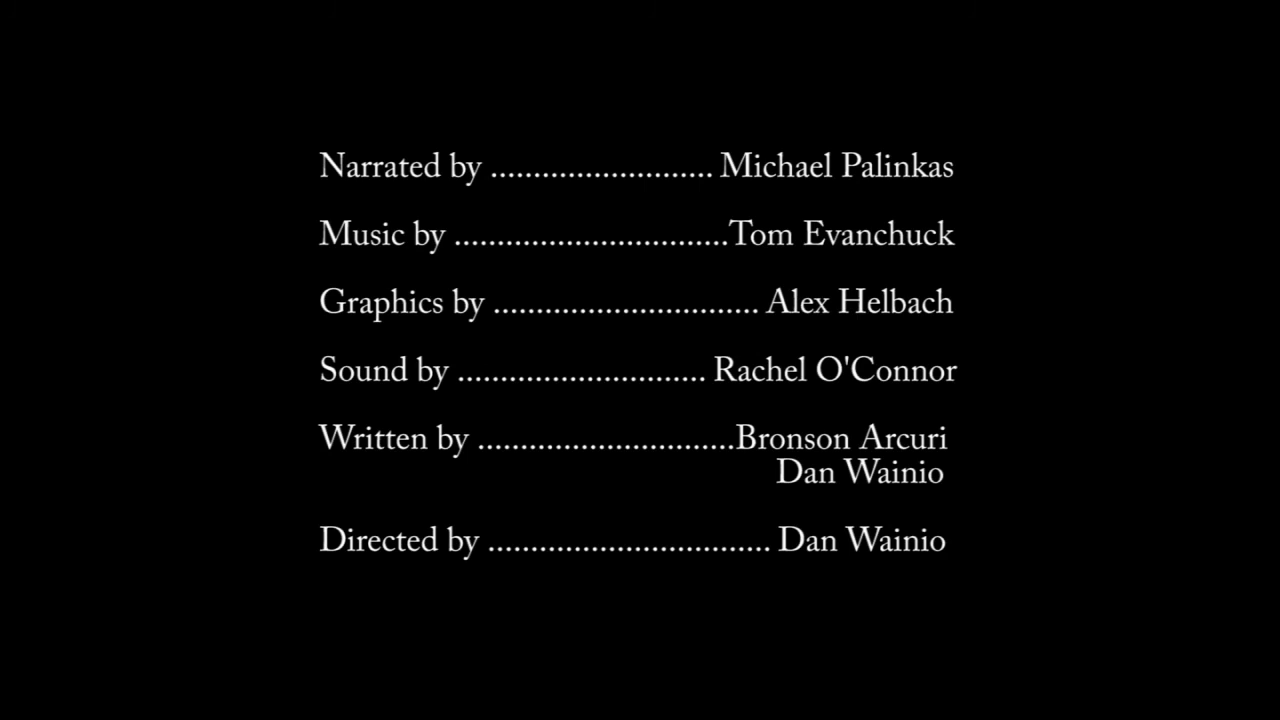 Narrated by .......................... Michael Palinkas
Music by ................................Tom Evanchuck
Graphics by ............................... Alex Helbach
Sound by ............................. Rachel O'Connor
Written by ..............................Bronson Arcuri
Dan Wainio
Directed by ................................. Dan Wainio